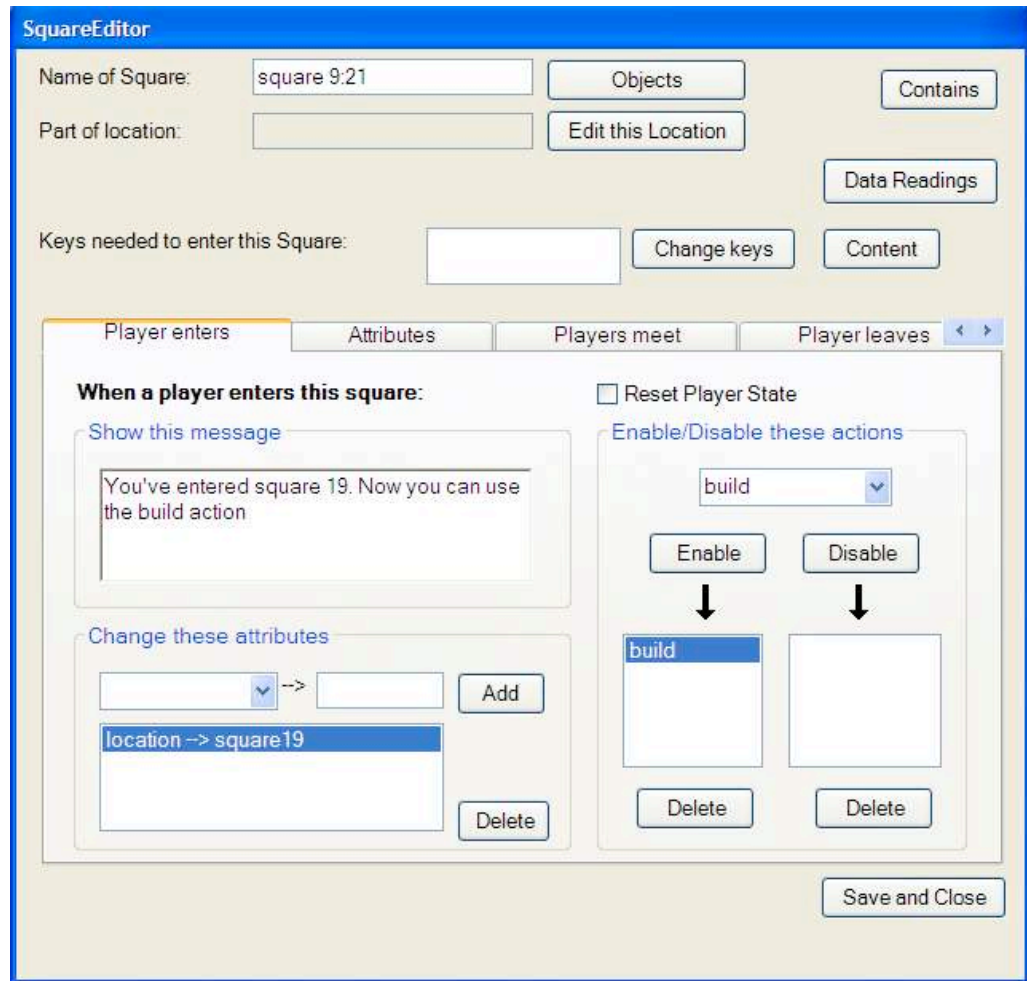 SquareEditor
Name of Square: square 9:21 Objects Contains
Part of location: Edit this Location
Data Readings
Keys needed to enter this Square: Change keys Content
Player enters Attributes Players meet Player leaves
When a player enters this square: Reset Player State
Show this message Enable/Disable these actions
You've entered square 19. Now you can use
the build action
build
Enable Disable
Change these attributes
--> Add
location --> square19
Delete
build
Delete Delete
Save and Close